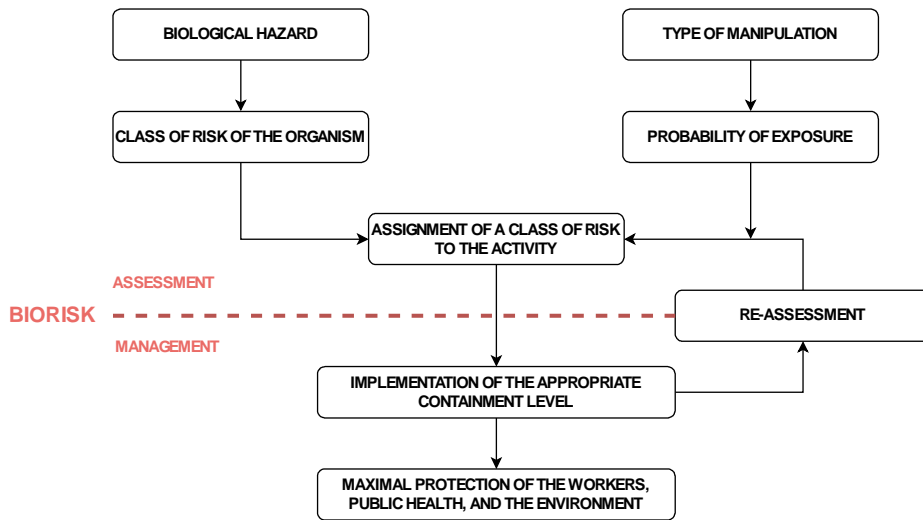 BIOLOGICAL HAZARD
TYPE OF MANIPULATION
CLASS OF RISK OF THE ORGANISM
PROBABILITY OF EXPOSURE
ASSIGNMENT OF A CLASS OF RISK
TO THE ACTIVITY
ASSESSMENT
BIORISK
RE-ASSESSMENT
MANAGEMENT
IMPLEMENTATION OF THE APPROPRIATE
CONTAINMENT LEVEL
MAXIMAL PROTECTION OF THE WORKERS,
PUBLIC HEALTH, AND THE ENVIRONMENT